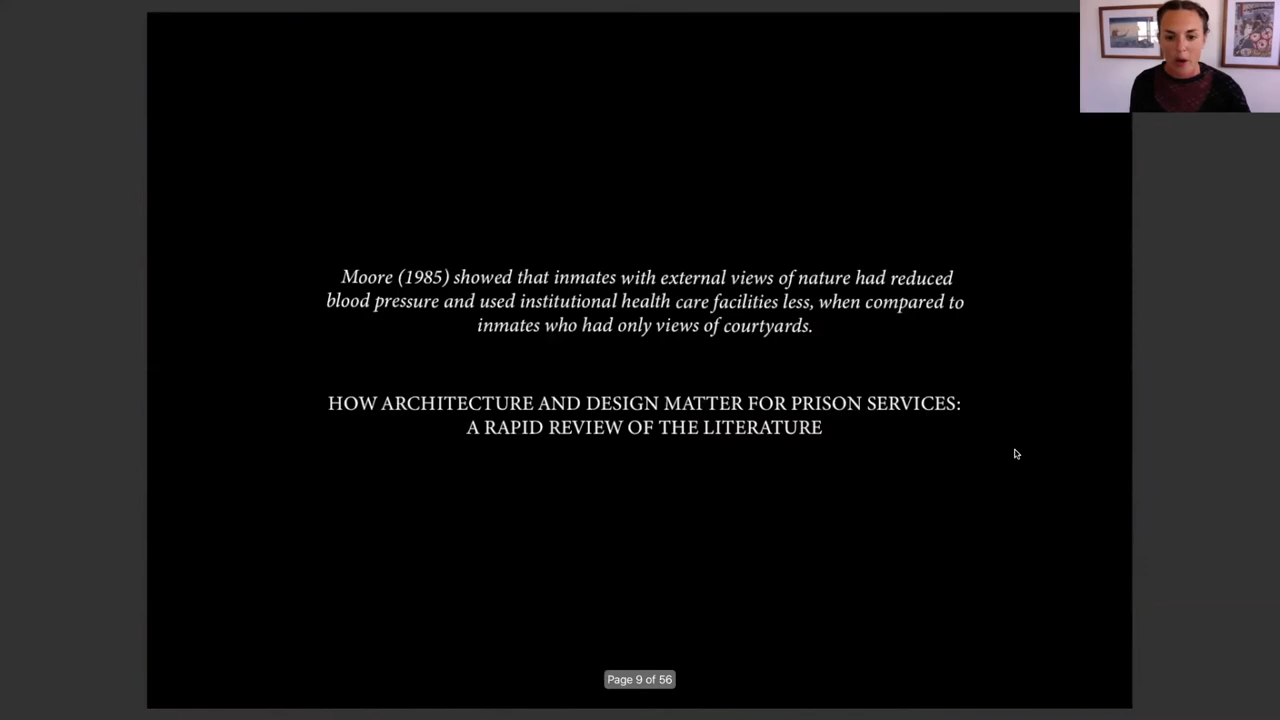 Moore (1985) showed that inmates with external views of nature had reduced
blood pressure and used institutional health care facilities less, when compared to
inmates who had only views of courtyards.
HOW ARCHITECTURE AND DESIGN MATTER FOR PRISON SERVICES:
A RAPID REVIEW OF THE LITERATURE
Page 9 of 56